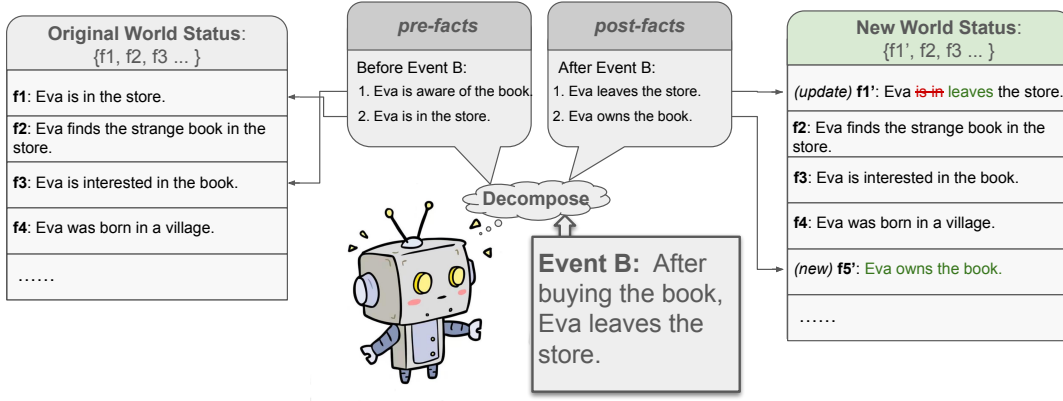 Original World Status:
{f1, f2, f3 ... }
f1: Eva is in the store.
f2: Eva finds the strange book in the
store.
f3: Eva is interested in the book.
f4: Eva was born in a village.
……
pre-facts
Before Event B:
1. Eva is aware of the book.
2. Eva is in the store.
post-facts
After Event B:
1. Eva leaves the store.
2. Eva owns the book.
Decompose
Event B: After
buying the book,
Eva leaves the
store.
New World Status:
{f1’, f2, f3 ... }
(update) f1’: Eva is in leaves the store.
f2: Eva finds the strange book in the
store.
f3: Eva is interested in the book.
f4: Eva was born in a village.
(new) f5’: Eva owns the book.
……